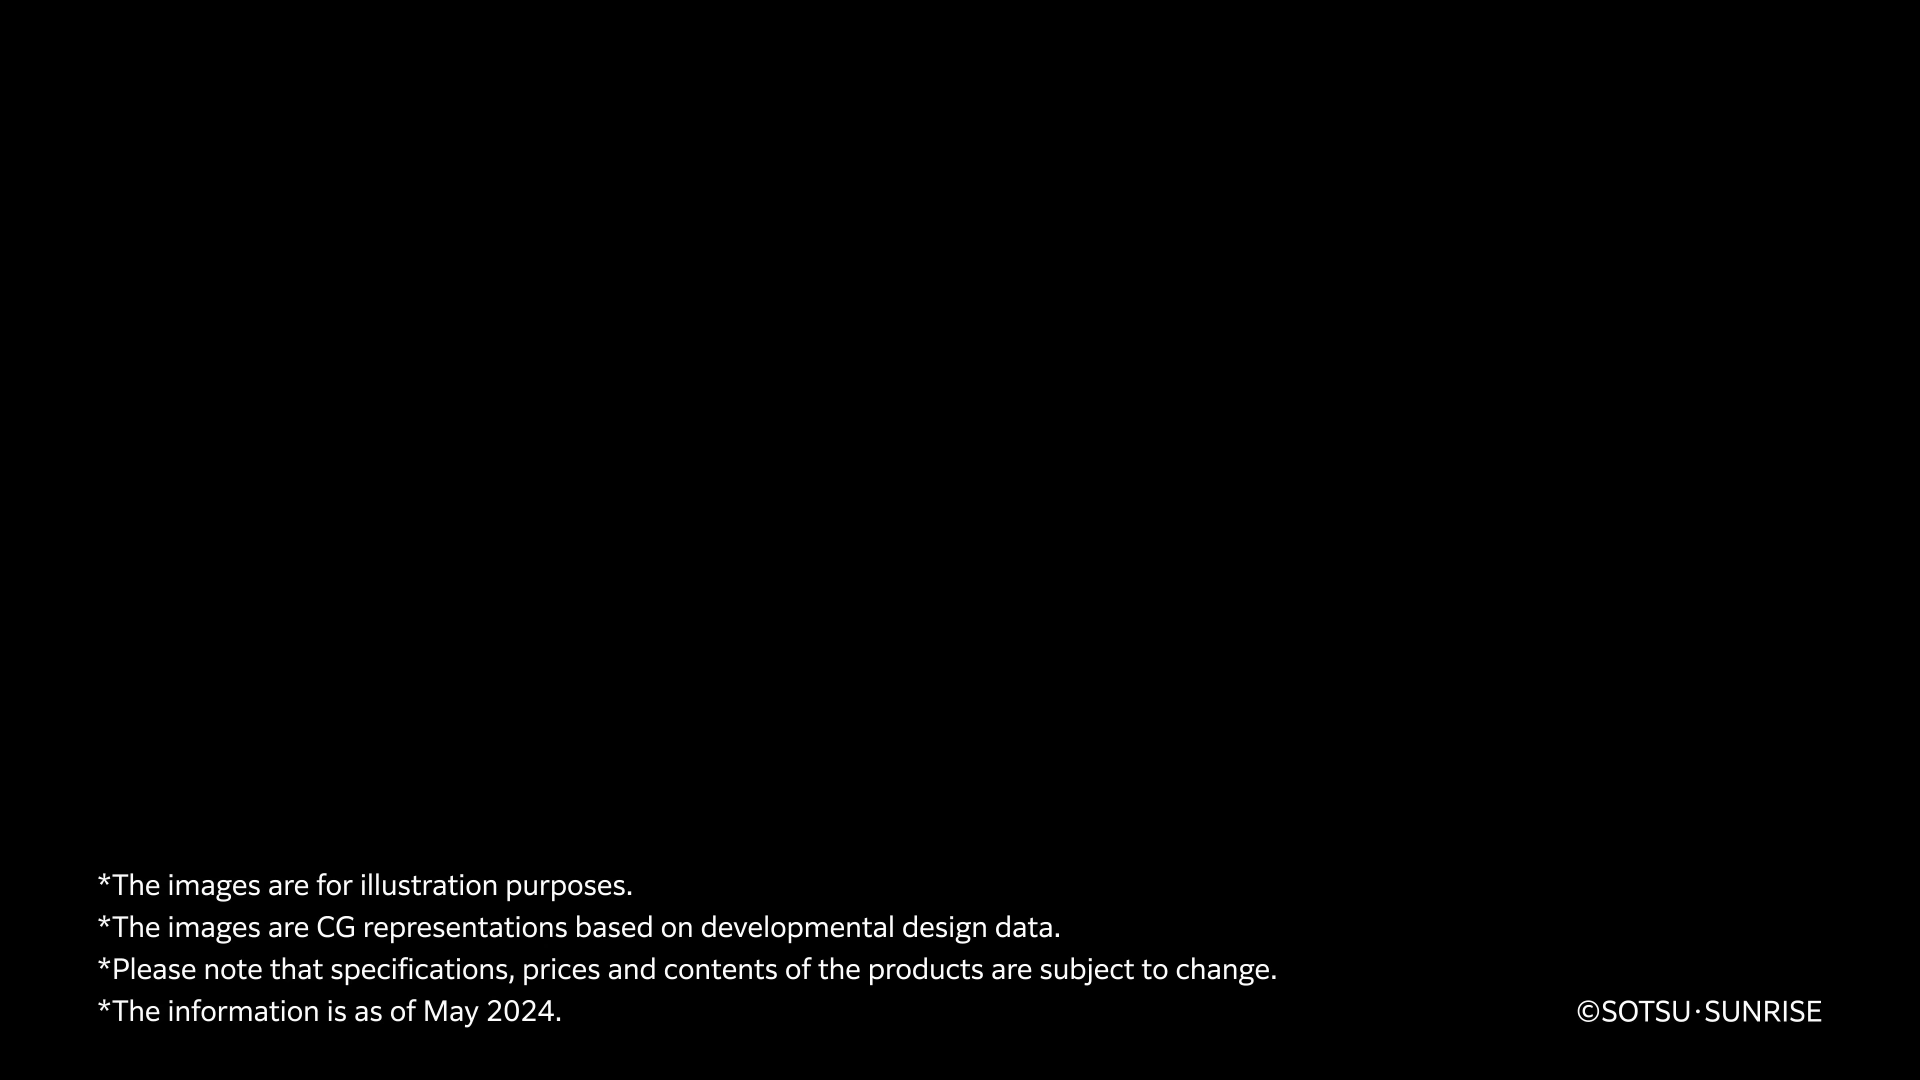 *The images are for illustration purposes.
*The images are CG representations based on developmental design data.
*Please note that specifications, prices and contents of the products are subject to change.
*The information is as of May 2024.
©SOTSU·SUNRISE